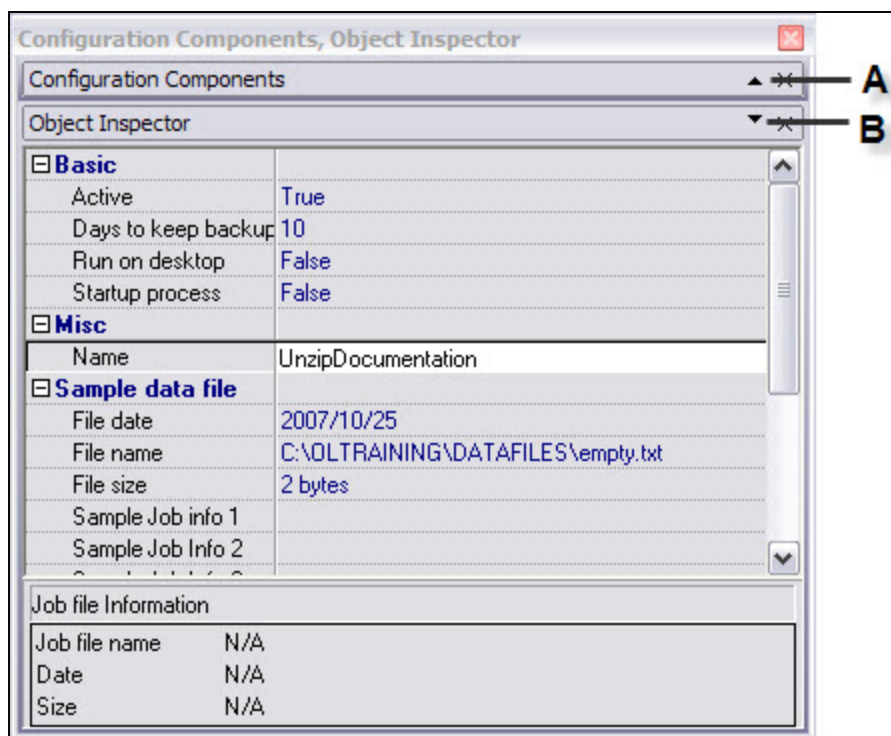 Configuration Components, Object Inspector
Configuration Components
A
Object Inspector
B
Basic
Active True
Days to keep backup 10
Run on desktop False
Startup process False
Misc
Name UnzipDocumentation
Sample data file
File date 2007/10/25
File name C:\OLTRAINING\DATAFILES\empty.txt
File size 2 bytes
Sample Job info 1
Sample Job Info 2
Job file Information
Job file name N/A
Date N/A
Size N/A